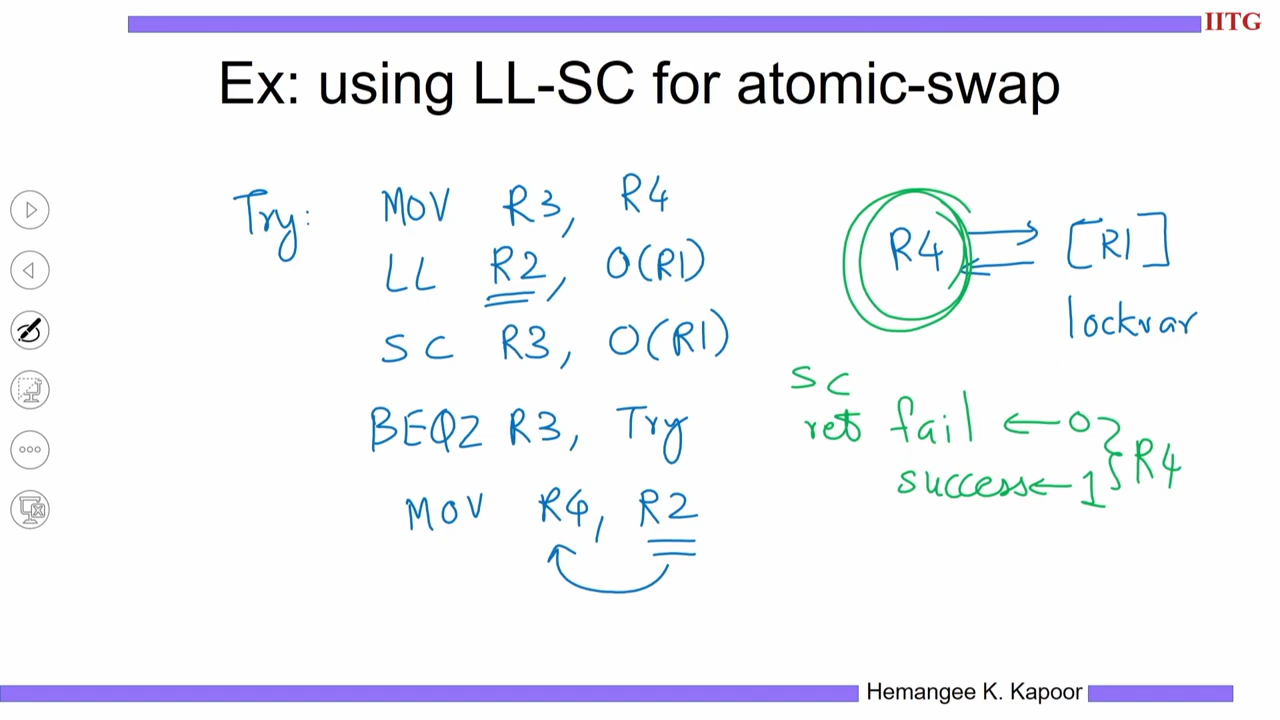 IITG
Ex: using LL-SC for atomic-swap
Try: MOV R3, R4
LL R2, 0(R1)
SC R3, 0(R1)
BEQZ R3, Try
MOV R4, R2
R4 [R1]
lockvar
SC
ret fail ← 0 } R4
success ← 1
Hemangee K. Kapoor